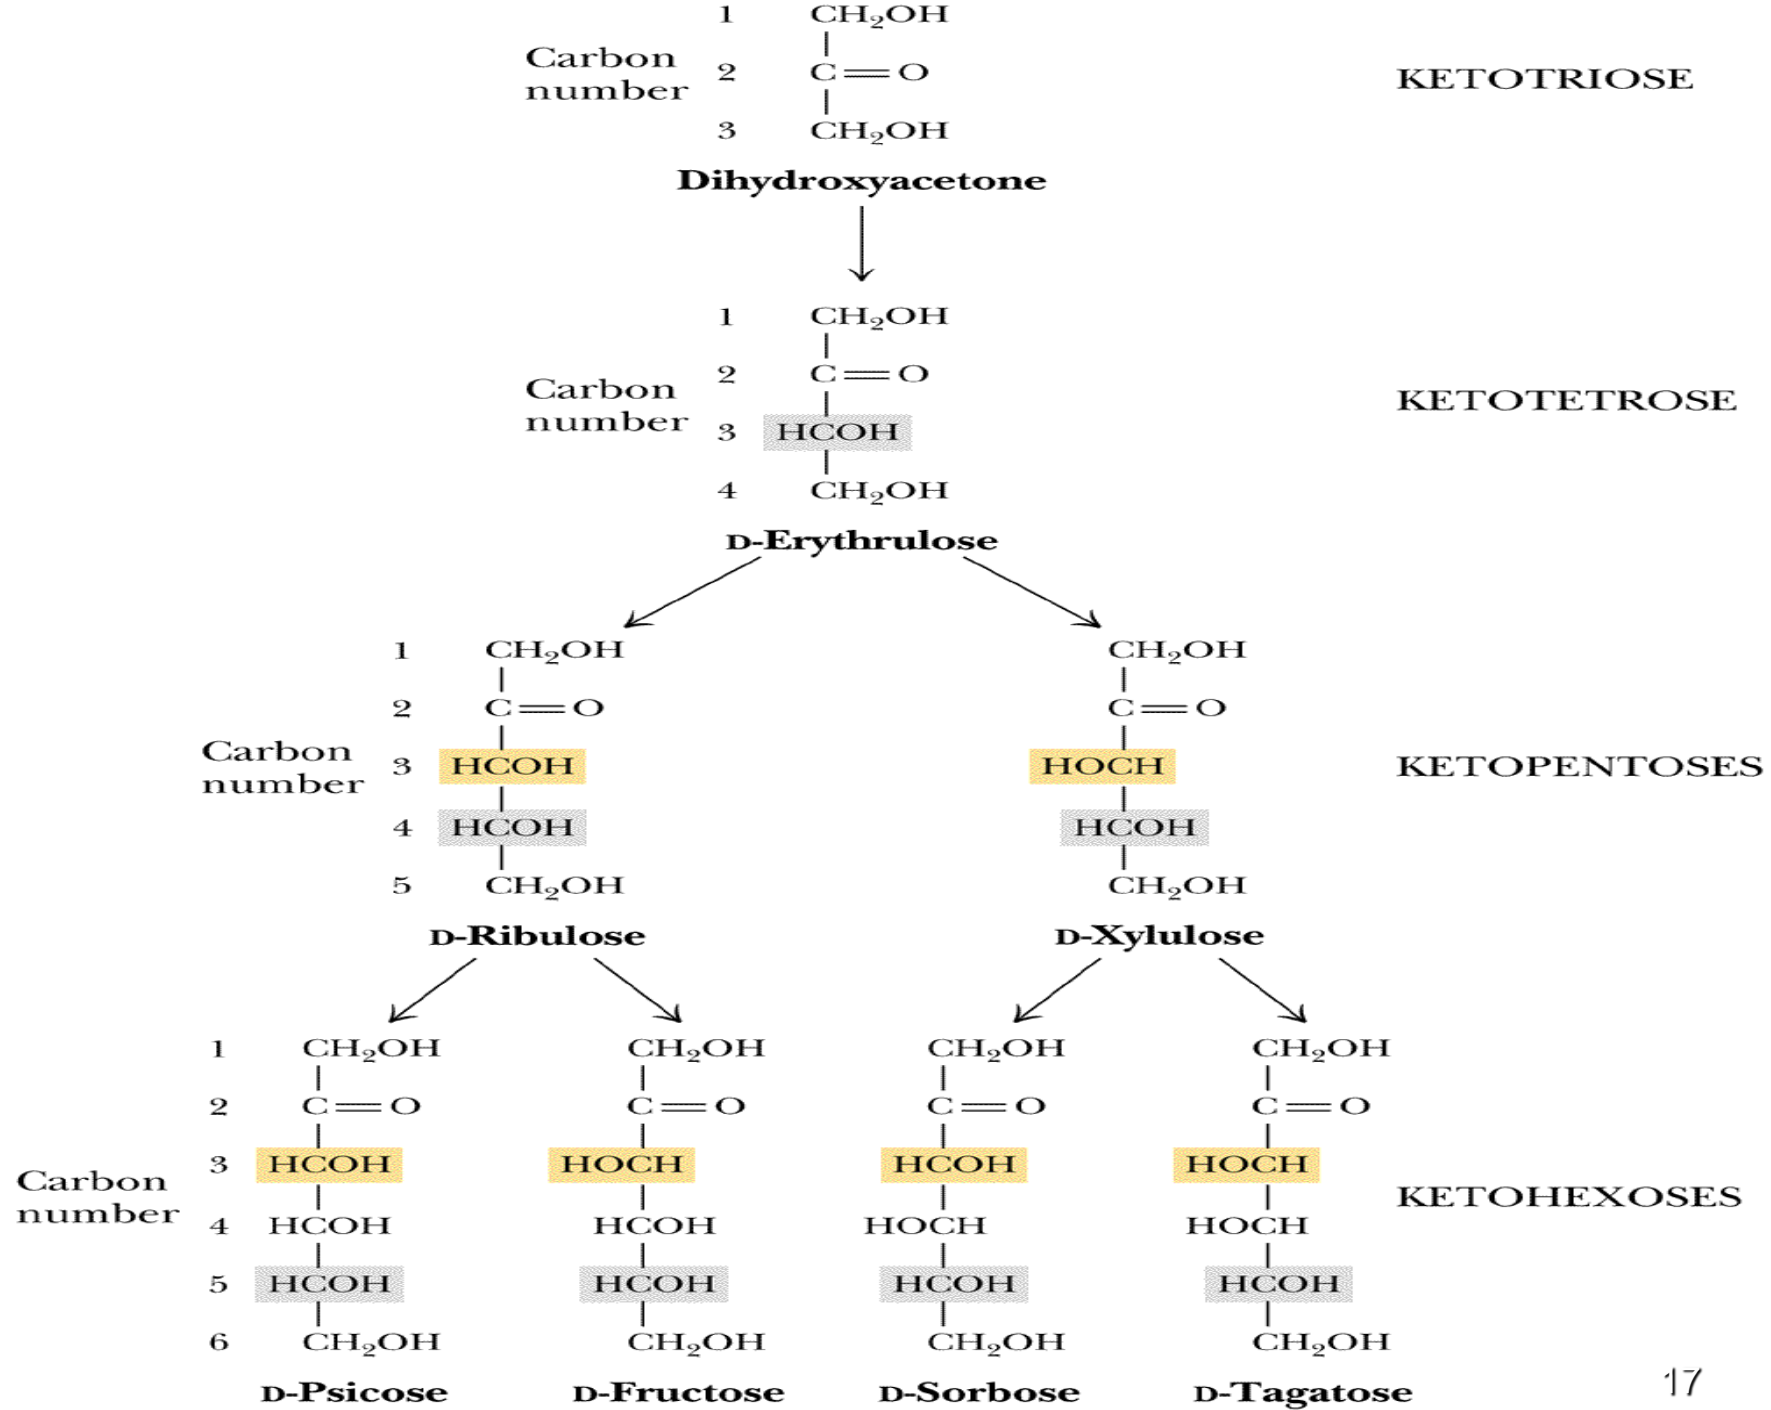 1 CH₂OH
Carbon number 2 C=O KETOTRIOSE
3 CH₂OH
Dihydroxyacetone
1 CH₂OH
2 C=O
Carbon number KETOTETROSE
3 HCOH
4 CH₂OH
D-Erythrulose
1 CH₂OH CH₂OH
2 C=O C=O
Carbon number 3 HCOH HOCH KETOPENTOSES
4 HCOH HCOH
5 CH₂OH CH₂OH
D-Ribulose D-Xylulose
1 CH₂OH CH₂OH CH₂OH CH₂OH
2 C=O C=O C=O C=O
3 HCOH HOCH HCOH HOCH
Carbon number KETOHEXOSES
4 HCOH HCOH HOCH HOCH
5 HCOH HCOH HCOH HCOH
6 CH₂OH CH₂OH CH₂OH CH₂OH
D-Psicose D-Fructose D-Sorbose D-Tagatose
17